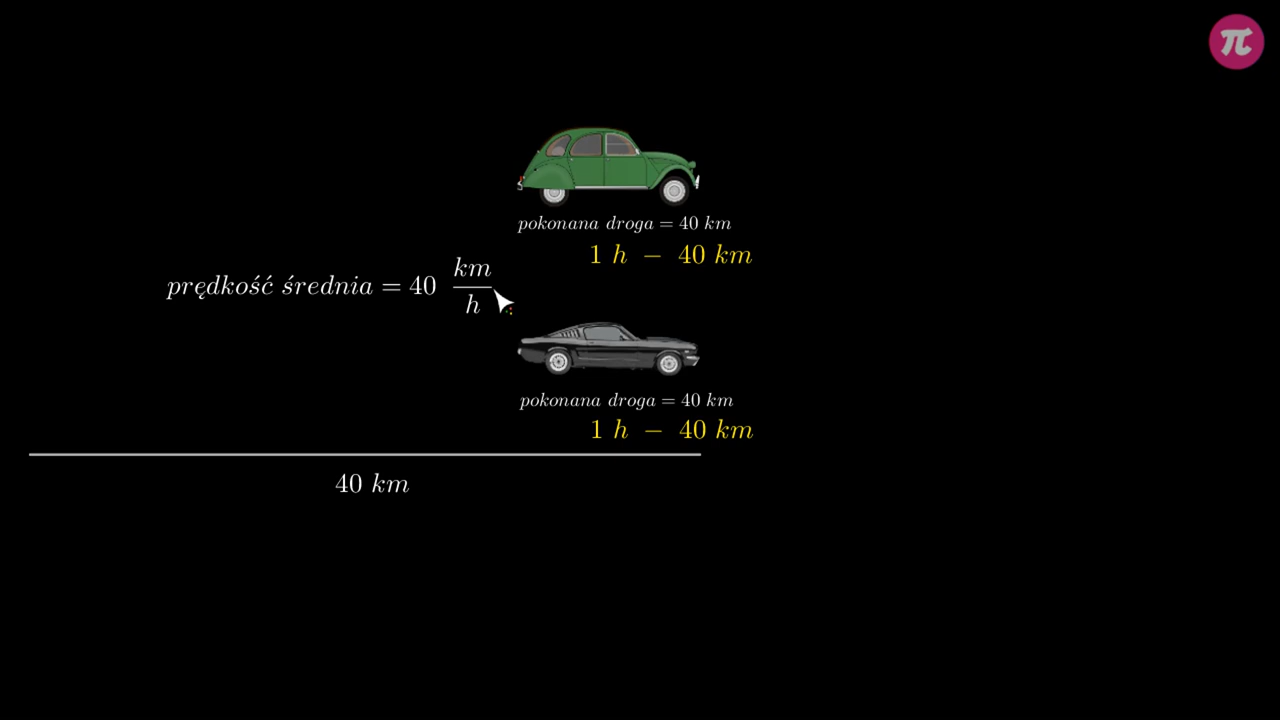 π
pokonana droga = 40 km
1 h − 40 km
prędkość średnia = 40 km/h
pokonana droga = 40 km
1 h − 40 km
40 km